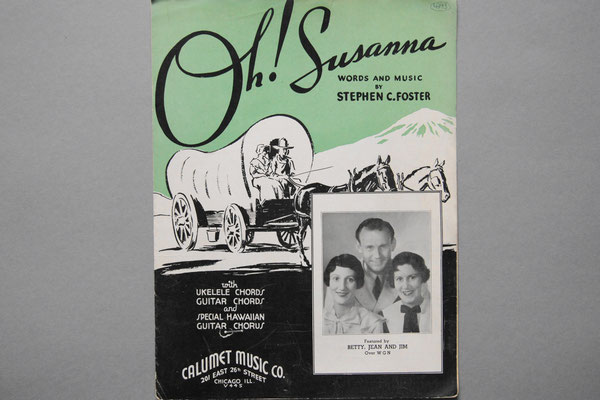 Oh! Susanna
WORDS AND MUSIC
BY
STEPHEN C. FOSTER
with
UKELELE CHORDS
GUITAR CHORDS
and
SPECIAL HAWAIIAN
GUITAR CHORUS
CALUMET MUSIC CO.
201 EAST 26th STREET
CHICAGO ILL.
V445
Featured by
BETTY, JEAN AND JIM
Over WGN